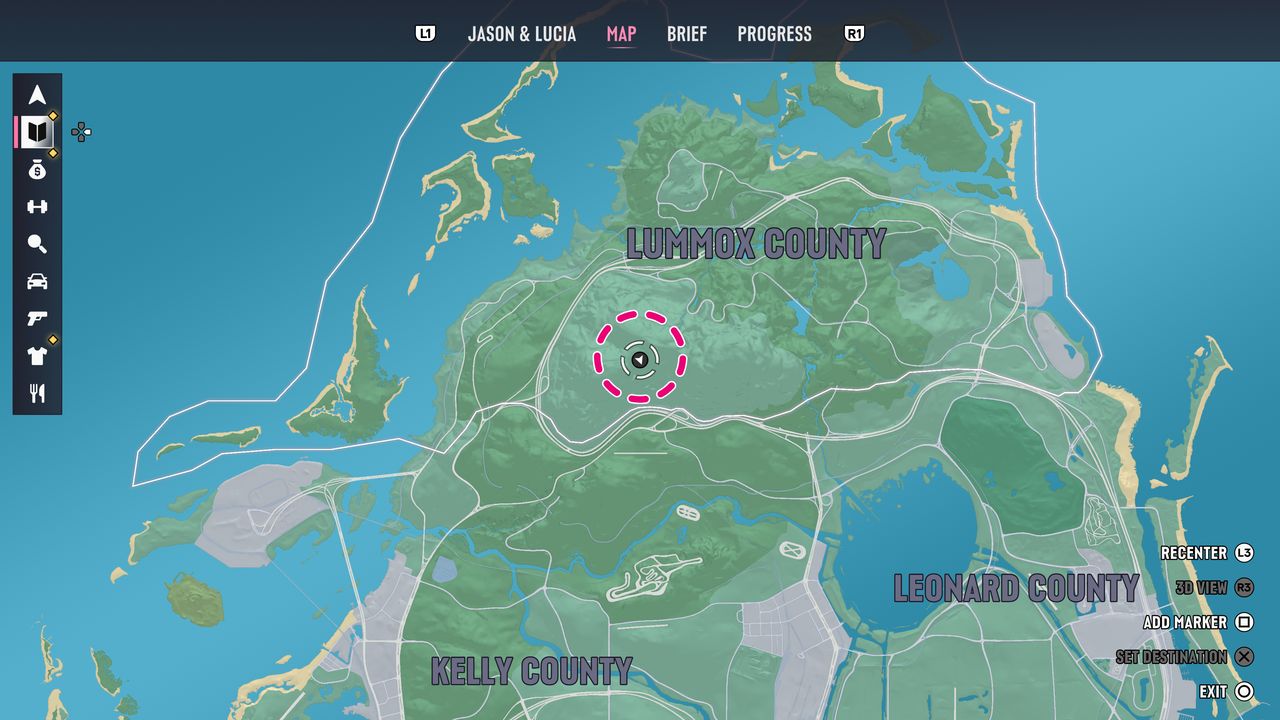 L1 JASON & LUCIA MAP BRIEF PROGRESS R1
LUMMOX COUNTY
RECENTER L3
LEONARD COUNTY
3D VIEW R3
ADD MARKER
SET DESTINATION
KELLY COUNTY
EXIT